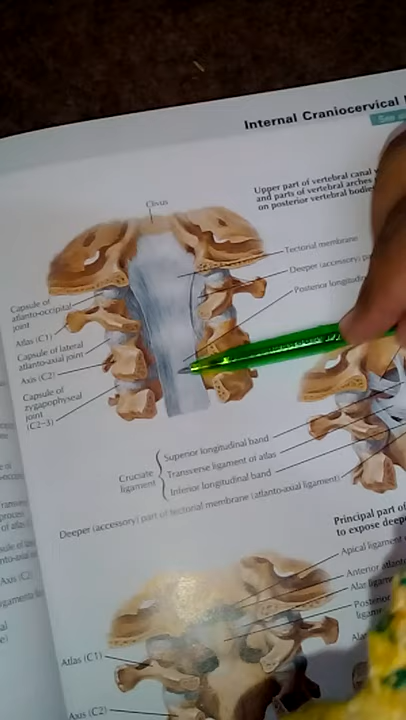 Internal Craniocervical
See
Upper part of vertebral canal
and parts of vertebral arches
on posterior vertebral bodies
Clivus
Tectorial membrane
Deeper (accessory)
Posterior
Capsule of
atlanto-occipital
joint
Atlas (C1)
Capsule of lateral
atlanto-axial joint
Axis (C2)
Capsule of
zygapophyseal
joint
(C2–3)
Cruciate
ligament
Superior longitudinal band
Transverse ligament of atlas
Inferior longitudinal band
Deeper (accessory) part of tectorial membrane (atlanto-axial ligament)
Principal part of
to expose
Apical ligament
Anterior
Alar
Atlas (C1)
Axis (C2)